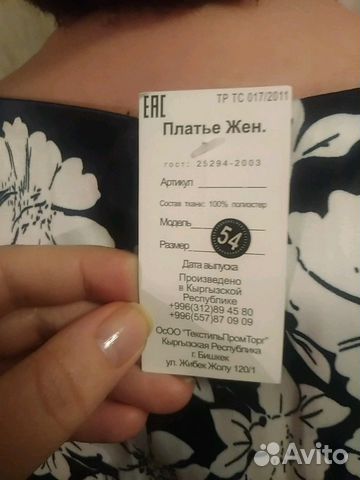 EAC
ТР ТС 017/2011
Платье Жен.
гост: 25294-2003
Артикул
Состав ткани: 100% полиэстер
Модель
54
Размер
Дата выпуска
Произведено
в Кыргызской
Республике
+996(312)89 45 80
+996(557)87 09 09
ОсОО "ТекстильПромТорг"
Кыргызская Республика
г. Бишкек
ул. Жибек Жолу 120/1
Avito